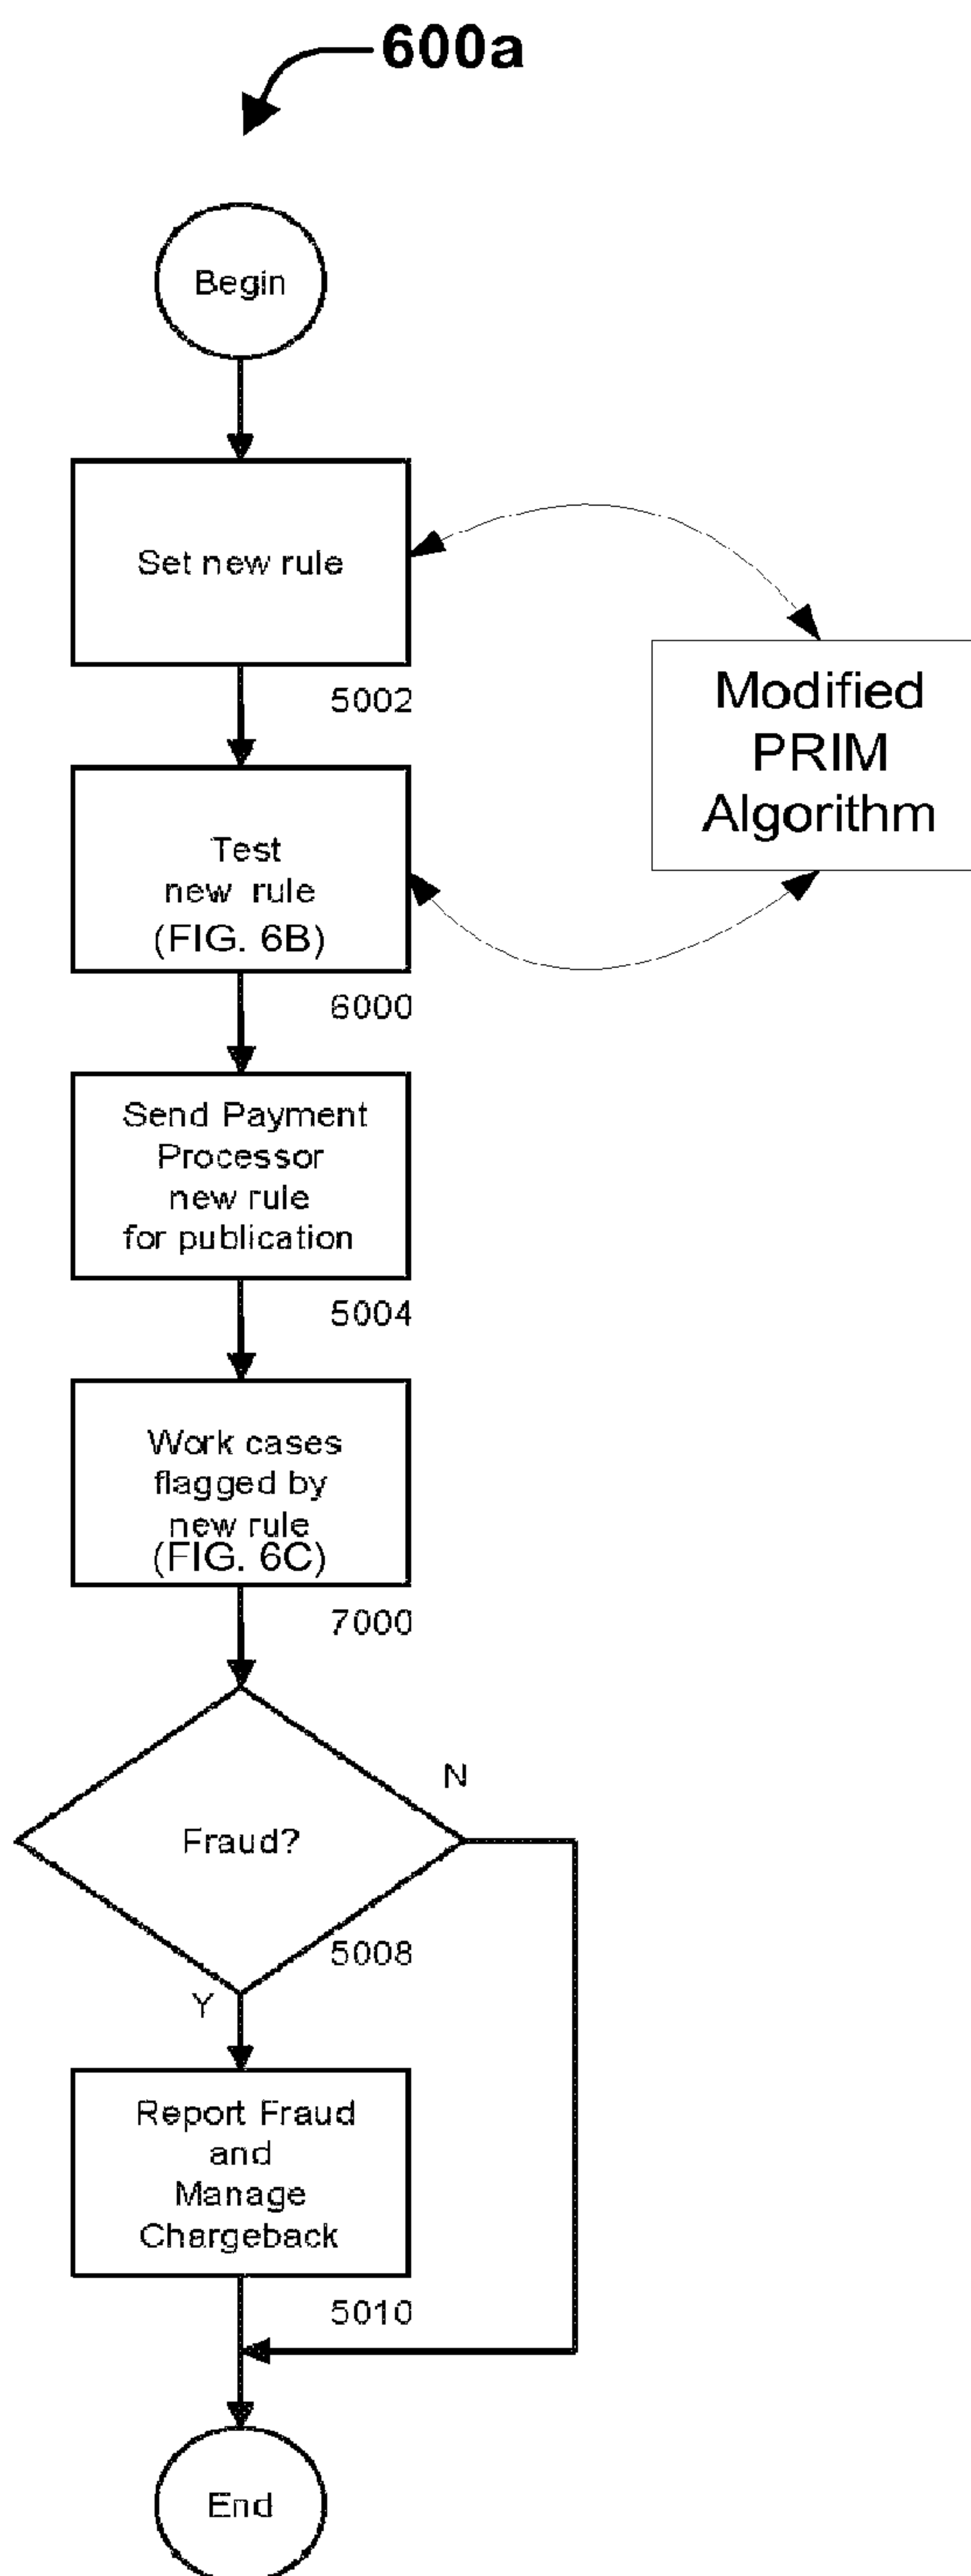 600a
Begin
Set new rule
5002
Modified
PRIM
Algorithm
Test
new rule
(FIG. 6B)
6000
Send Payment
Processor
new rule
for publication
5004
Work cases
flagged by
new rule
(FIG. 6C)
7000
N
Fraud?
5008
Y
Report Fraud
and
Manage
Chargeback
5010
End